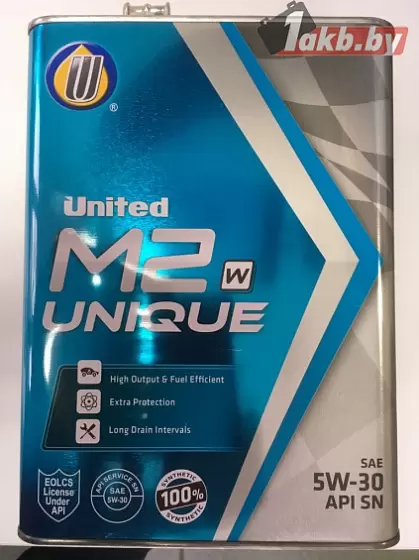 1akb.by
U
®
United
M2 W
UNIQUE
High Output & Fuel Efficient
Extra Protection
Long Drain Intervals
SAE
5W-30
API SN
EOLCS
License
Under
API
API SERVICE SN
SAE
5W-30
SYNTHETIC
100%
SYNTHETIC